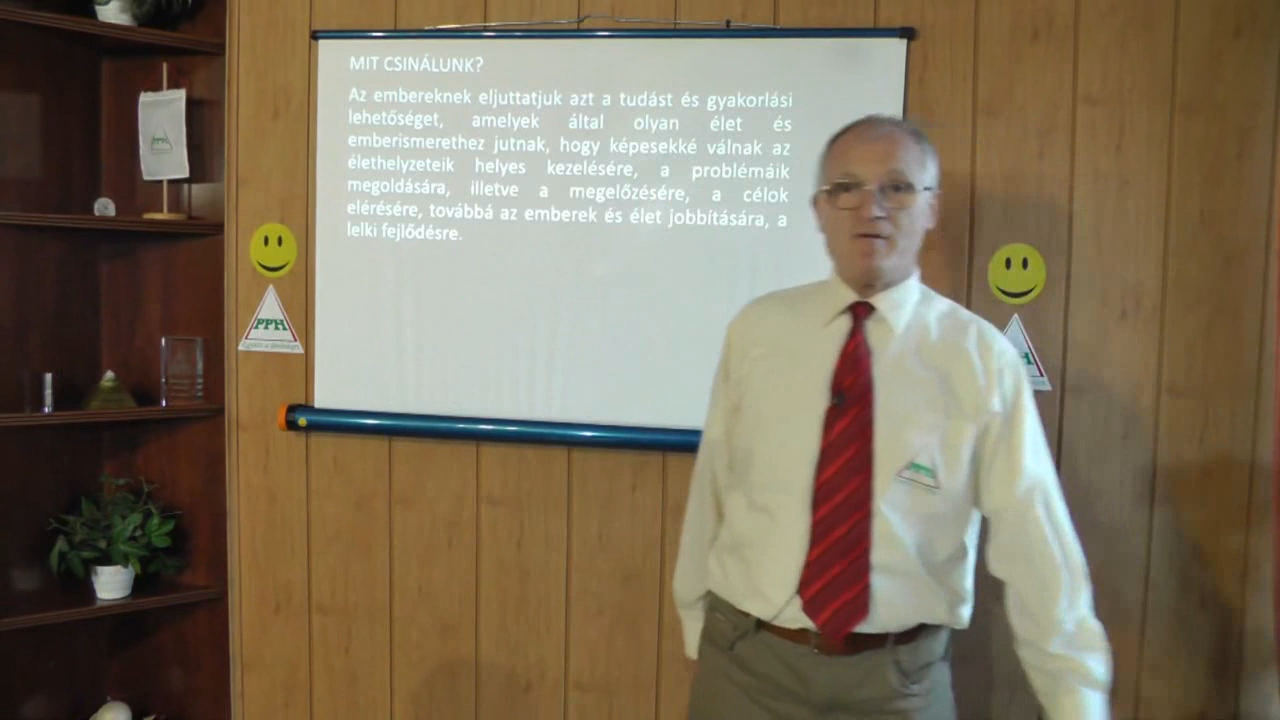 MIT CSINÁLUNK?
Az embereknek eljuttatjuk azt a tudást és gyakorlási
lehetőséget, amelyek által olyan élet és
emberismerethez jutnak, hogy képesekké válnak az
élethelyzeteik helyes kezelésére, a problémáik
megoldására, illetve a megelőzésére, a célok
elérésére, továbbá az emberek és élet jobbítására, a
lelki fejlődésre.
PPH
PPH
PPH
H